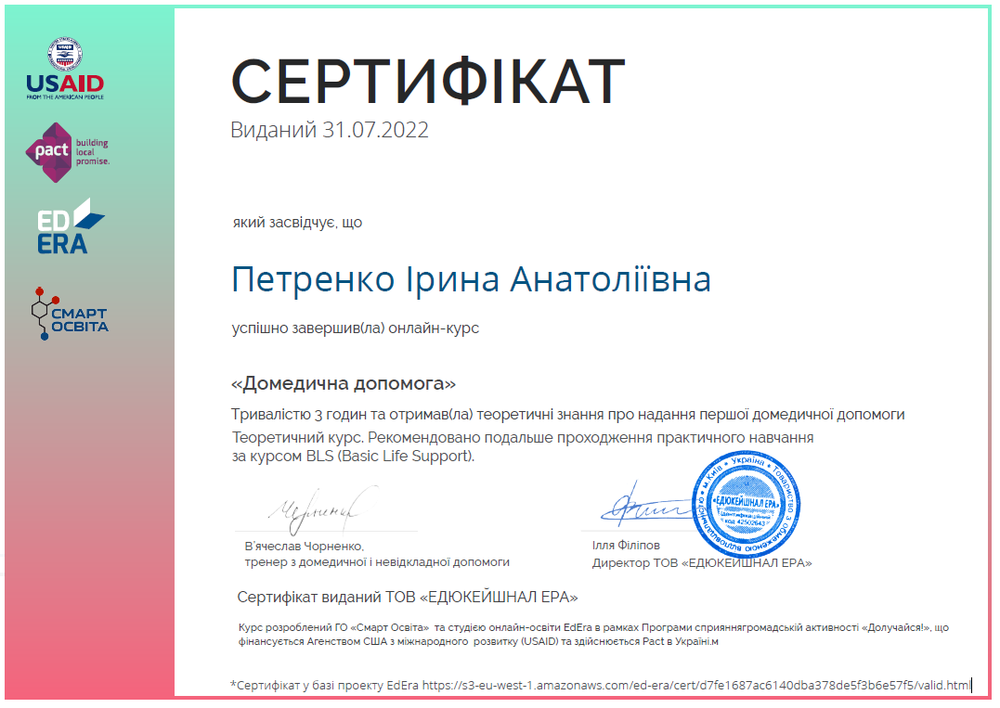 USAID
FROM THE AMERICAN PEOPLE
pact
building
local
promise.
ED
ERA
СМАРТ
ОСВІТА
СЕРТИФІКАТ
Виданий 31.07.2022
який засвідчує, що
Петренко Ірина Анатоліївна
успішно завершив(ла) онлайн-курс
«Домедична допомога»
Тривалістю 3 годин та отримав(ла) теоретичні знання про надання першої домедичної допомоги
Теоретичний курс. Рекомендовано подальше проходження практичного навчання
за курсом BLS (Basic Life Support).
м.Київ * Україна * Товариство з обмеженою відповідальністю
«ЕДЮКЕЙШНАЛ ЕРА»
ідентифікаційний
код 42502643
В'ячеслав Чорненко,
тренер з домедичної і невідкладної допомоги
Ілля Філіпов
Директор ТОВ «ЕДЮКЕЙШНАЛ ЕРА»
Сертифікат виданий ТОВ «ЕДЮКЕЙШНАЛ ЕРА»
Курс розроблений ГО «Смарт Освіта» та студією онлайн-освіти EdEra в рамках Програми сприяннягромадській активності «Долучайся!», що
фінансується Агенством США з міжнародного розвитку (USAID) та здійснюється Pact в Україні.м
*Сертифікат у базі проекту EdEra https://s3-eu-west-1.amazonaws.com/ed-era/cert/d7fe1687ac6140dba378de5f3b6e57f5/valid.html